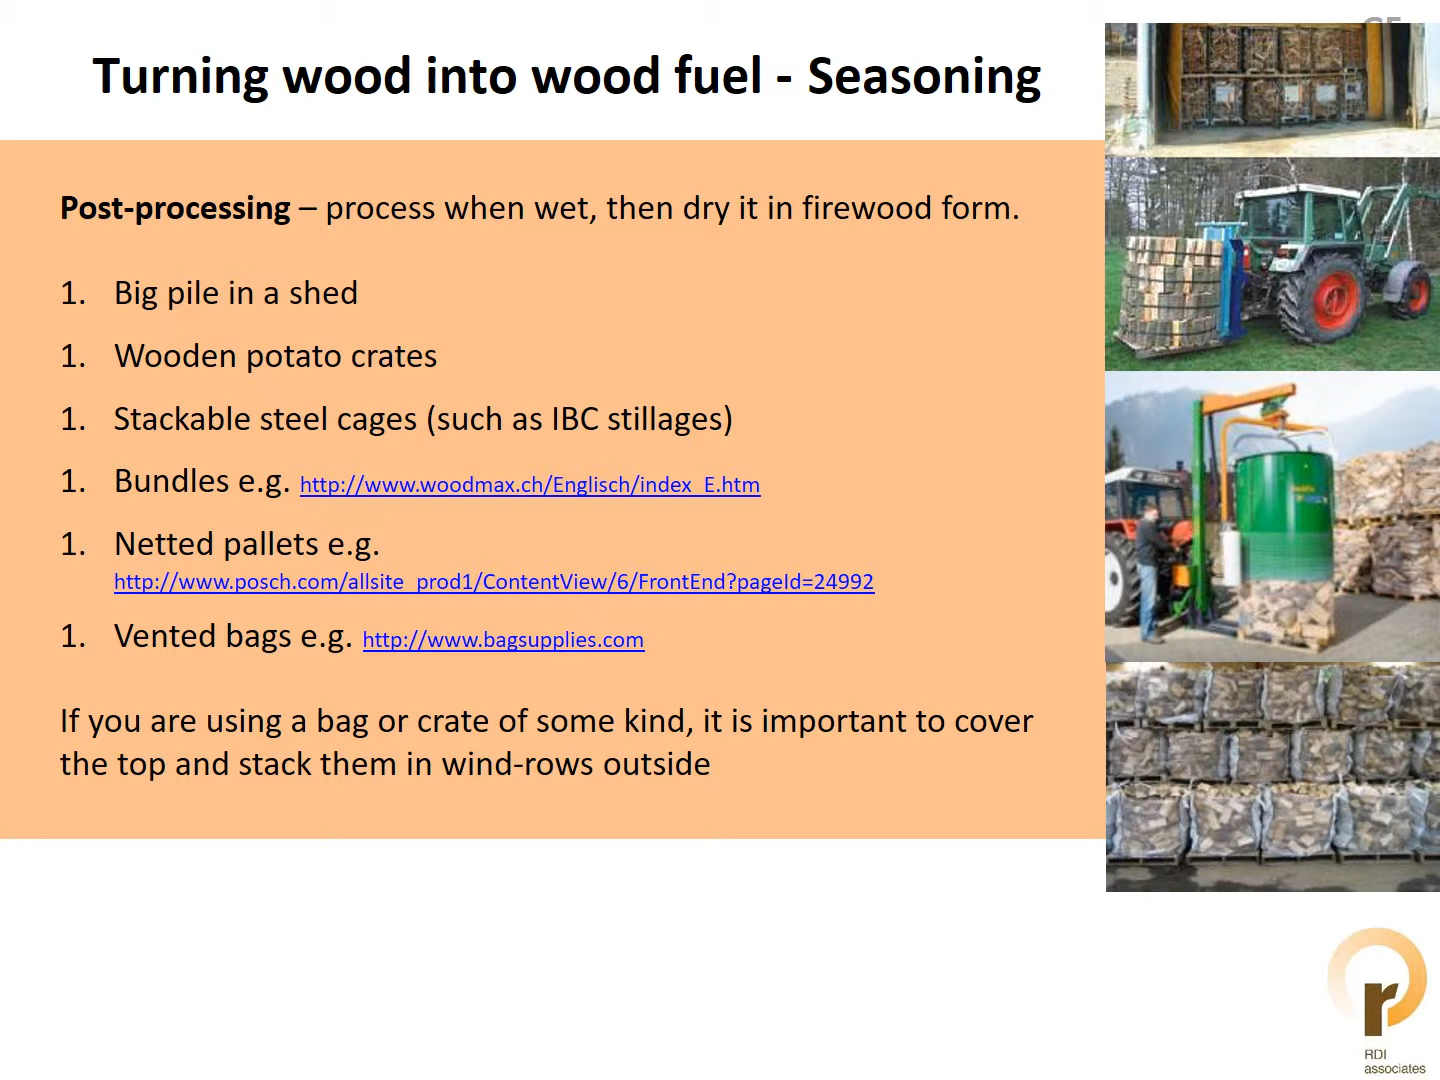 Turning wood into wood fuel - Seasoning
Post-processing – process when wet, then dry it in firewood form.
1. Big pile in a shed
1. Wooden potato crates
1. Stackable steel cages (such as IBC stillages)
1. Bundles e.g. http://www.woodmax.ch/Englisch/index_E.htm
1. Netted pallets e.g.
http://www.posch.com/allsite_prod1/ContentView/6/FrontEnd?pageId=24992
1. Vented bags e.g. http://www.bagsupplies.com
If you are using a bag or crate of some kind, it is important to cover
the top and stack them in wind-rows outside
r
RDI
associates